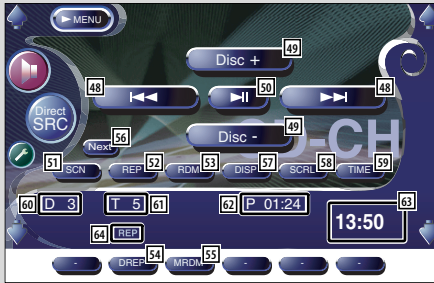 MENU
49
Disc +
48 50 48
Direct
SRC
56
Next
49
Disc -
CD-CH
51 52 53 57 58 59
SCN REP RDM DISP SCRL TIME
60 D 3 T 5 61 62 P 01:24 63
13:50
64 REP
54 55
- DREP MRDM - - -